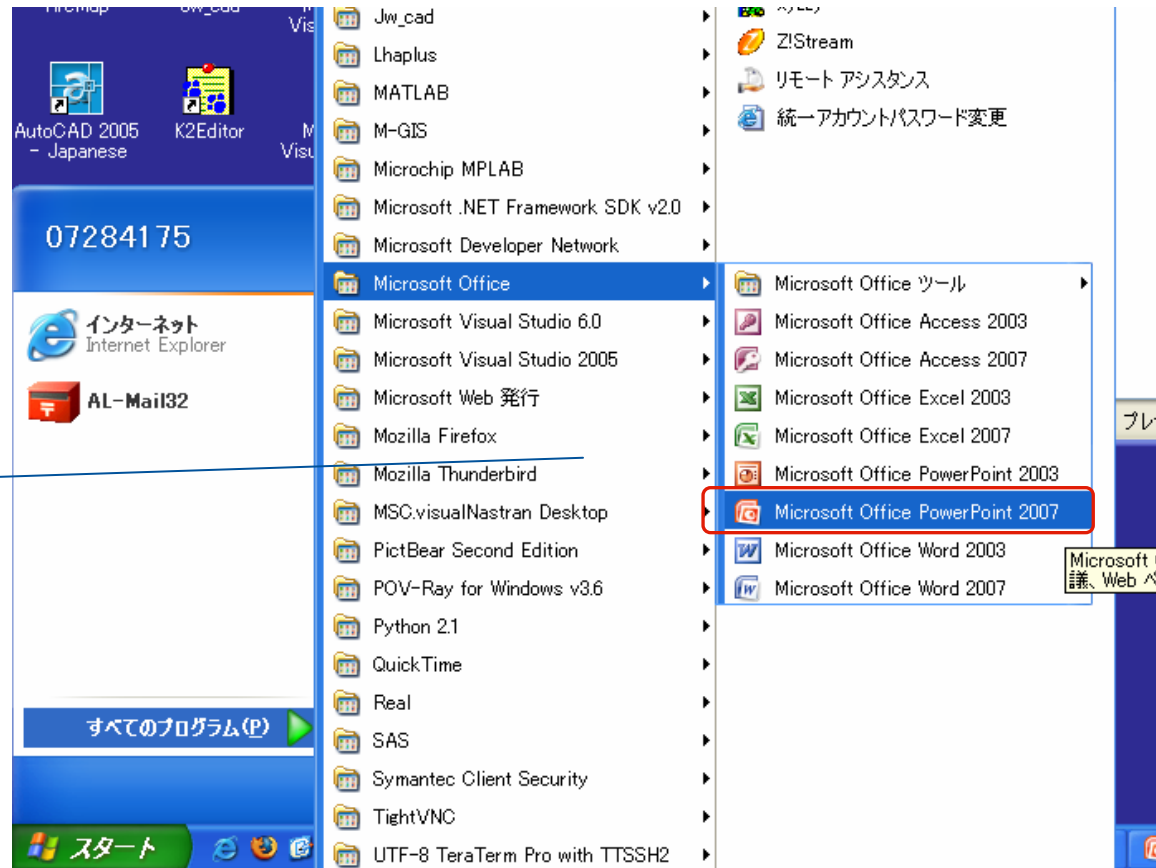 Vis
AutoCAD 2005
- Japanese
K2Editor
M
Visu
07284175
インターネット
Internet Explorer
AL-Mail32
すべてのプログラム(P)
スタート
Jw_cad
Lhaplus
MATLAB
M-GIS
Microchip MPLAB
Microsoft .NET Framework SDK v2.0
Microsoft Developer Network
Microsoft Office
Microsoft Visual Studio 6.0
Microsoft Visual Studio 2005
Microsoft Web 発行
Mozilla Firefox
Mozilla Thunderbird
MSC.visualNastran Desktop
PictBear Second Edition
POV-Ray for Windows v3.6
Python 2.1
QuickTime
Real
SAS
Symantec Client Security
TightVNC
UTF-8 TeraTerm Pro with TTSSH2
Z!Stream
リモート アシスタンス
統一アカウントパスワード変更
Microsoft Office ツール
Microsoft Office Access 2003
Microsoft Office Access 2007
Microsoft Office Excel 2003
Microsoft Office Excel 2007
Microsoft Office PowerPoint 2003
Microsoft Office PowerPoint 2007
Microsoft Office Word 2003
Microsoft Office Word 2007
プレ
Microsoft
議、Web ペ